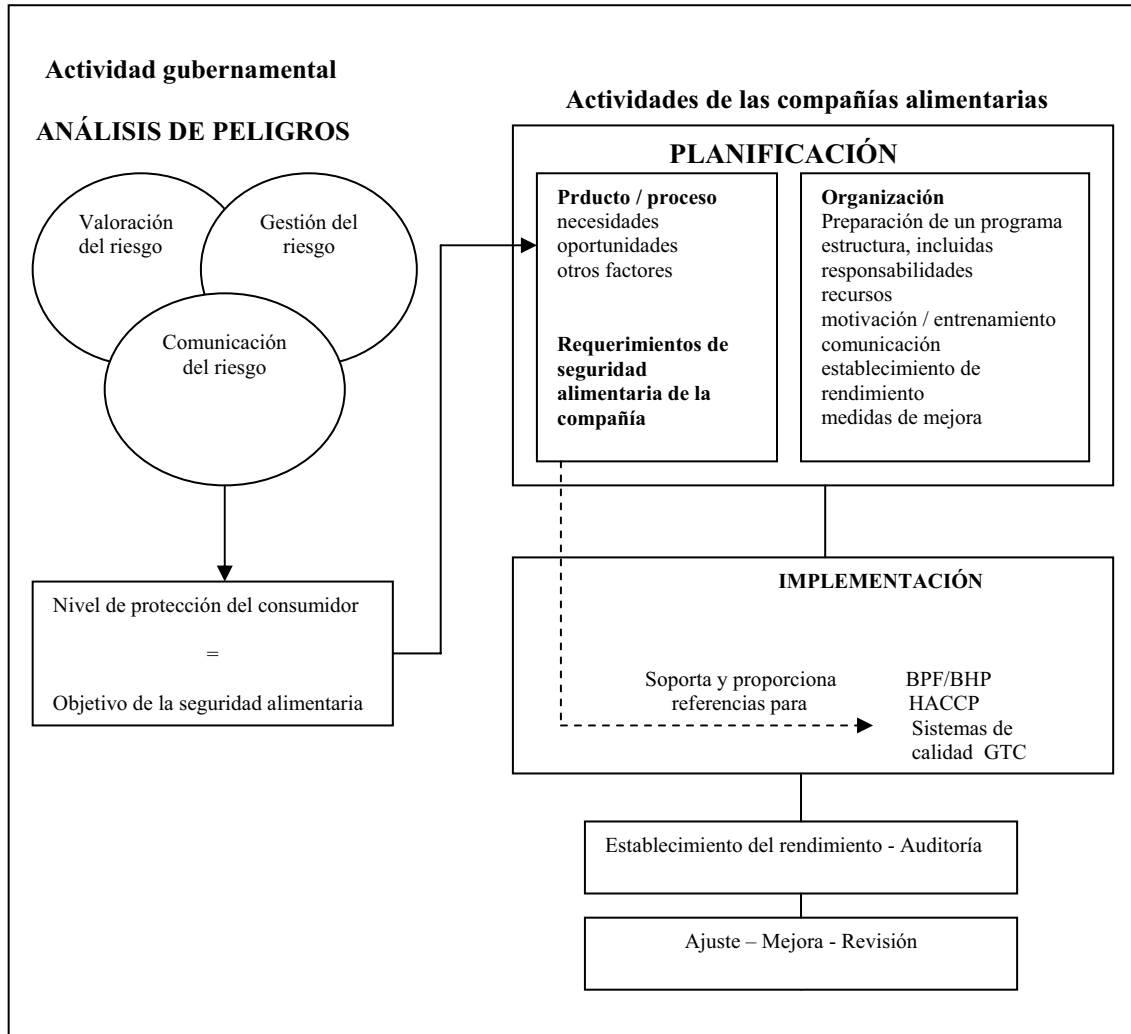 Actividad gubernamental
ANÁLISIS DE PELIGROS
Valoración
del riesgo
Gestión del
riesgo
Comunicación
del riesgo
Nivel de protección del consumidor
=
Objetivo de la seguridad alimentaria
Actividades de las compañías alimentarias
PLANIFICACIÓN
Prducto / proceso
necesidades
oportunidades
otros factores
Requerimientos de
seguridad
alimentaria de la
compañía
Organización
Preparación de un programa
estructura, incluidas
responsabilidades
recursos
motivación / entrenamiento
comunicación
establecimiento de
rendimiento
medidas de mejora
IMPLEMENTACIÓN
Soporta y proporciona
referencias para
BPF/BHP
HACCP
Sistemas de
calidad GTC
Establecimiento del rendimiento - Auditoría
Ajuste – Mejora - Revisión